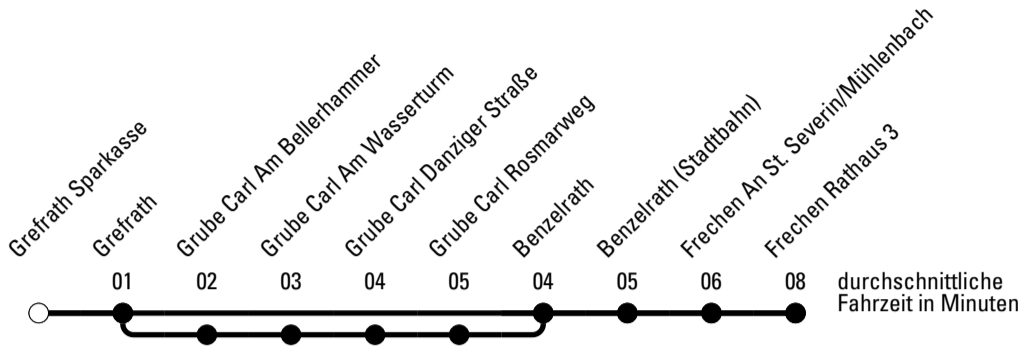 Grefrath Sparkasse
Grefrath
Grube Carl Am Bellerhammer
Grube Carl Am Wasserturm
Grube Carl Danziger Straße
Grube Carl Rosmarweg
Benzelrath
Benzelrath (Stadtbahn)
Frechen An St. Severin/Mühlenbach
Frechen Rathaus 3
01 02 03 04 05 04 05 06 08
durchschnittliche
Fahrzeit in Minuten